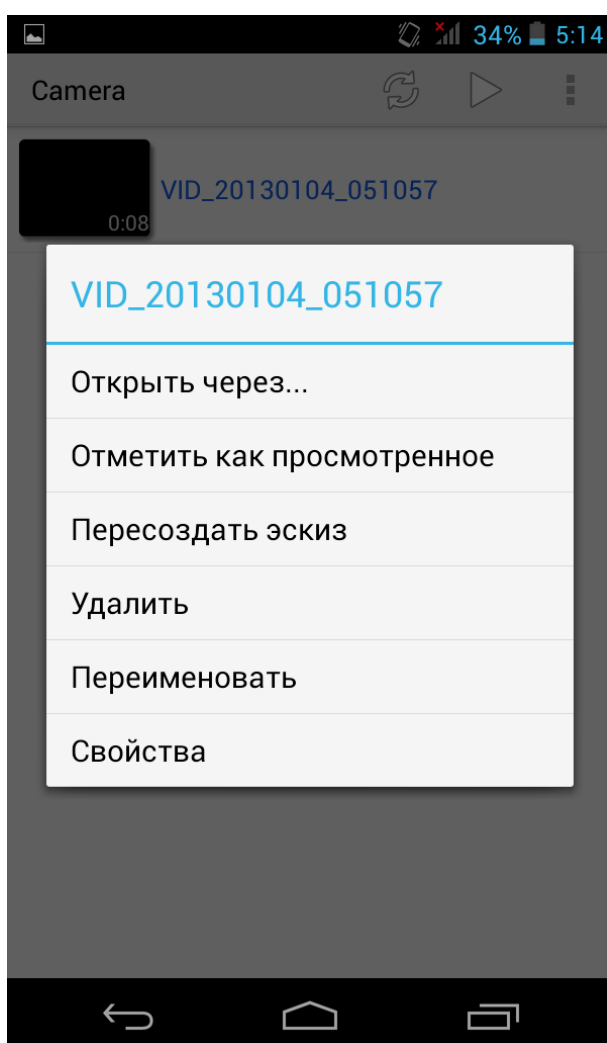 34% 5:14
Camera
VID_20130104_051057
0:08
VID_20130104_051057
Открыть через...
Отметить как просмотренное
Пересоздать эскиз
Удалить
Переименовать
Свойства